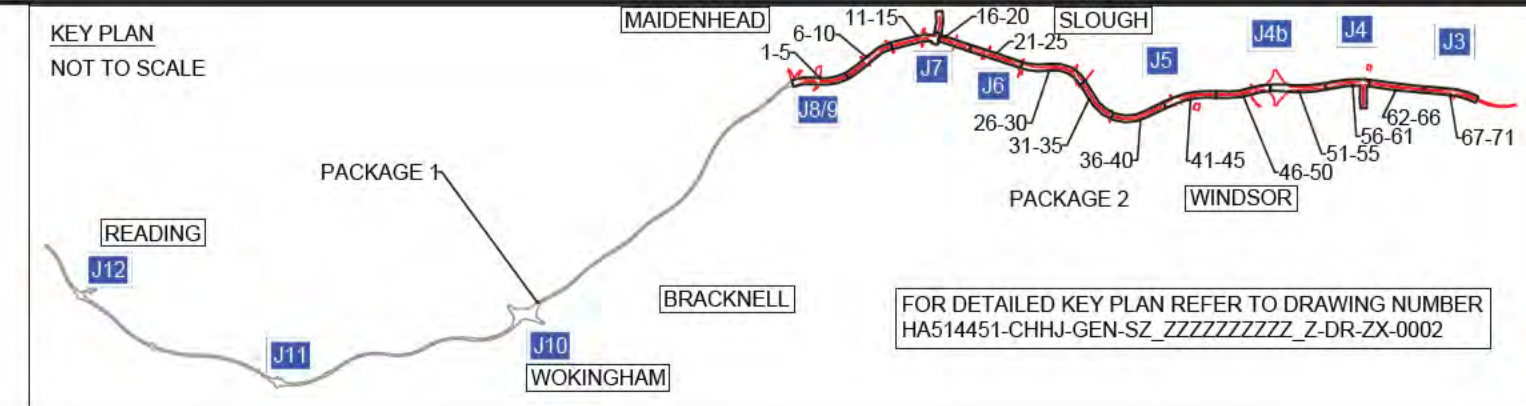 KEY PLAN
NOT TO SCALE
MAIDENHEAD
SLOUGH
11-15
16-20
6-10
21-25
1-5
J8/9
J7
J6
J5
J4b
J4
J3
26-30
31-35
36-40
41-45
46-50
51-55
56-61
62-66
67-71
PACKAGE 1
PACKAGE 2
WINDSOR
READING
J12
BRACKNELL
J11
J10
WOKINGHAM
FOR DETAILED KEY PLAN REFER TO DRAWING NUMBER
HA514451-CHHJ-GEN-SZ_ZZZZZZZZZZ_Z-DR-ZX-0002